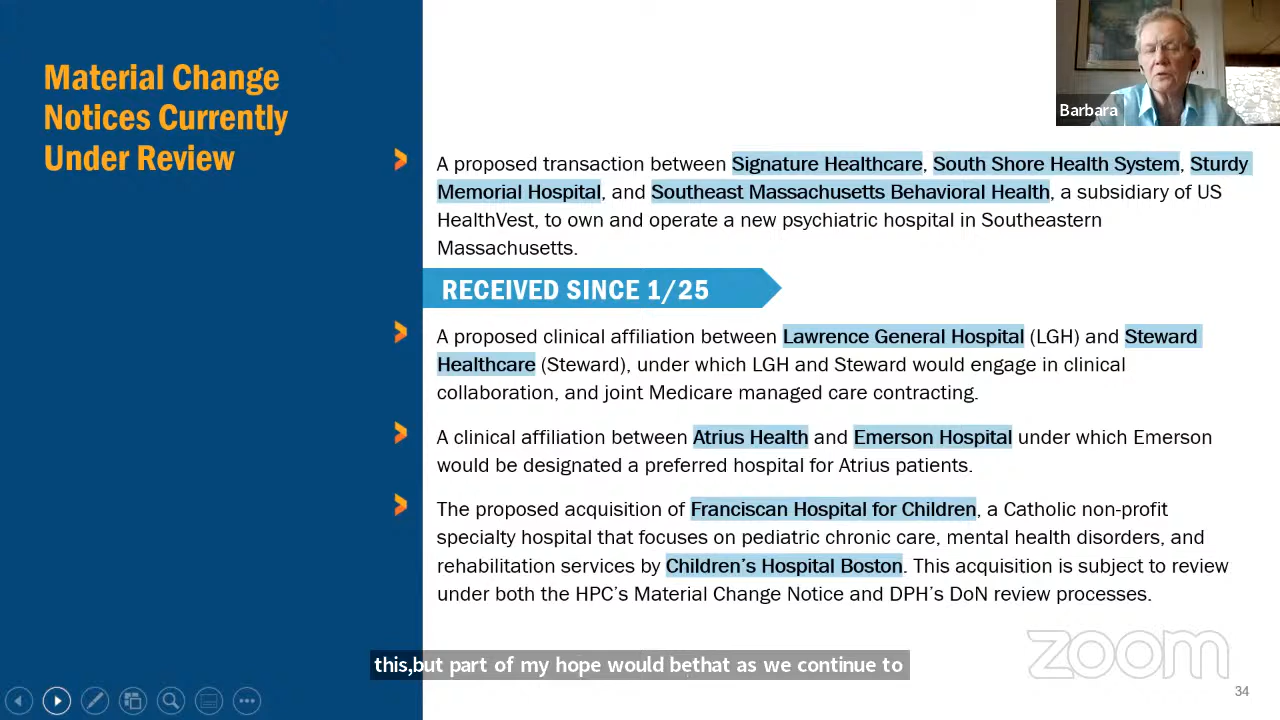 Material Change
Notices Currently
Under Review
Barbara
A proposed transaction between Signature Healthcare, South Shore Health System, Sturdy
Memorial Hospital, and Southeast Massachusetts Behavioral Health, a subsidiary of US
HealthVest, to own and operate a new psychiatric hospital in Southeastern
Massachusetts.
RECEIVED SINCE 1/25
A proposed clinical affiliation between Lawrence General Hospital (LGH) and Steward
Healthcare (Steward), under which LGH and Steward would engage in clinical
collaboration, and joint Medicare managed care contracting.
A clinical affiliation between Atrius Health and Emerson Hospital under which Emerson
would be designated a preferred hospital for Atrius patients.
The proposed acquisition of Franciscan Hospital for Children, a Catholic non-profit
specialty hospital that focuses on pediatric chronic care, mental health disorders, and
rehabilitation services by Children’s Hospital Boston. This acquisition is subject to review
under both the HPC’s Material Change Notice and DPH’s DoN review processes.
zoom
this,but part of my hope would bethat as we continue to
34